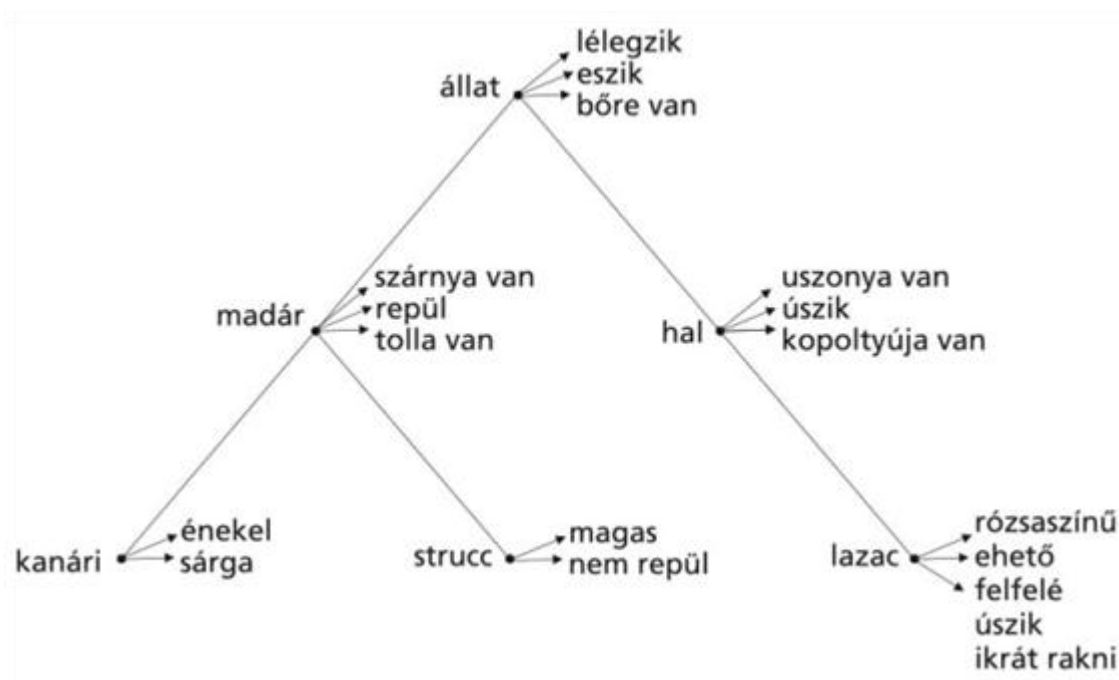 állat
lélegzik
eszik
bőre van
madár
szárnya van
repül
tolla van
hal
uszonya van
úszik
kopoltyúja van
kanári
énekel
sárga
strucc
magas
nem repül
lazac
rózsaszínű
ehető
felfelé
úszik
ikrát rakni